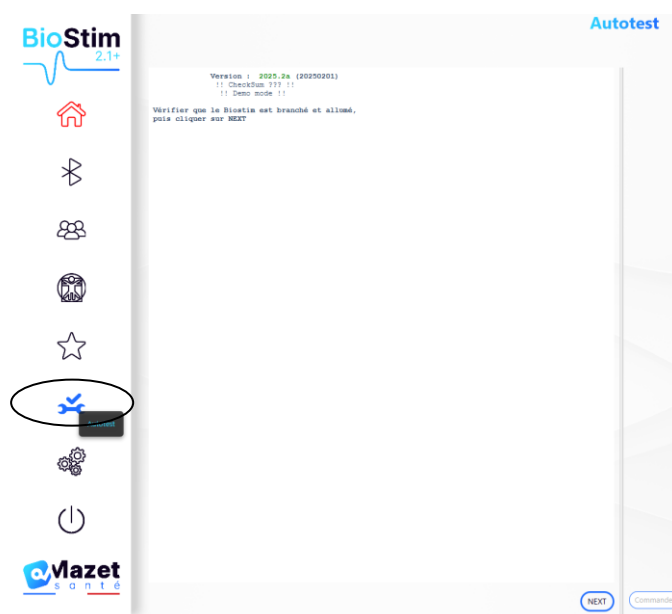 BioStim
2.1+
Autotest
Version : 2025.2a (20250201)
!! CheckSum ??? !!
!! Demo mode !!
Vérifier que le Biostim est branché et allumé,
puis cliquer sur NEXT
Autotest
NEXT
Commande
Mazet
santé